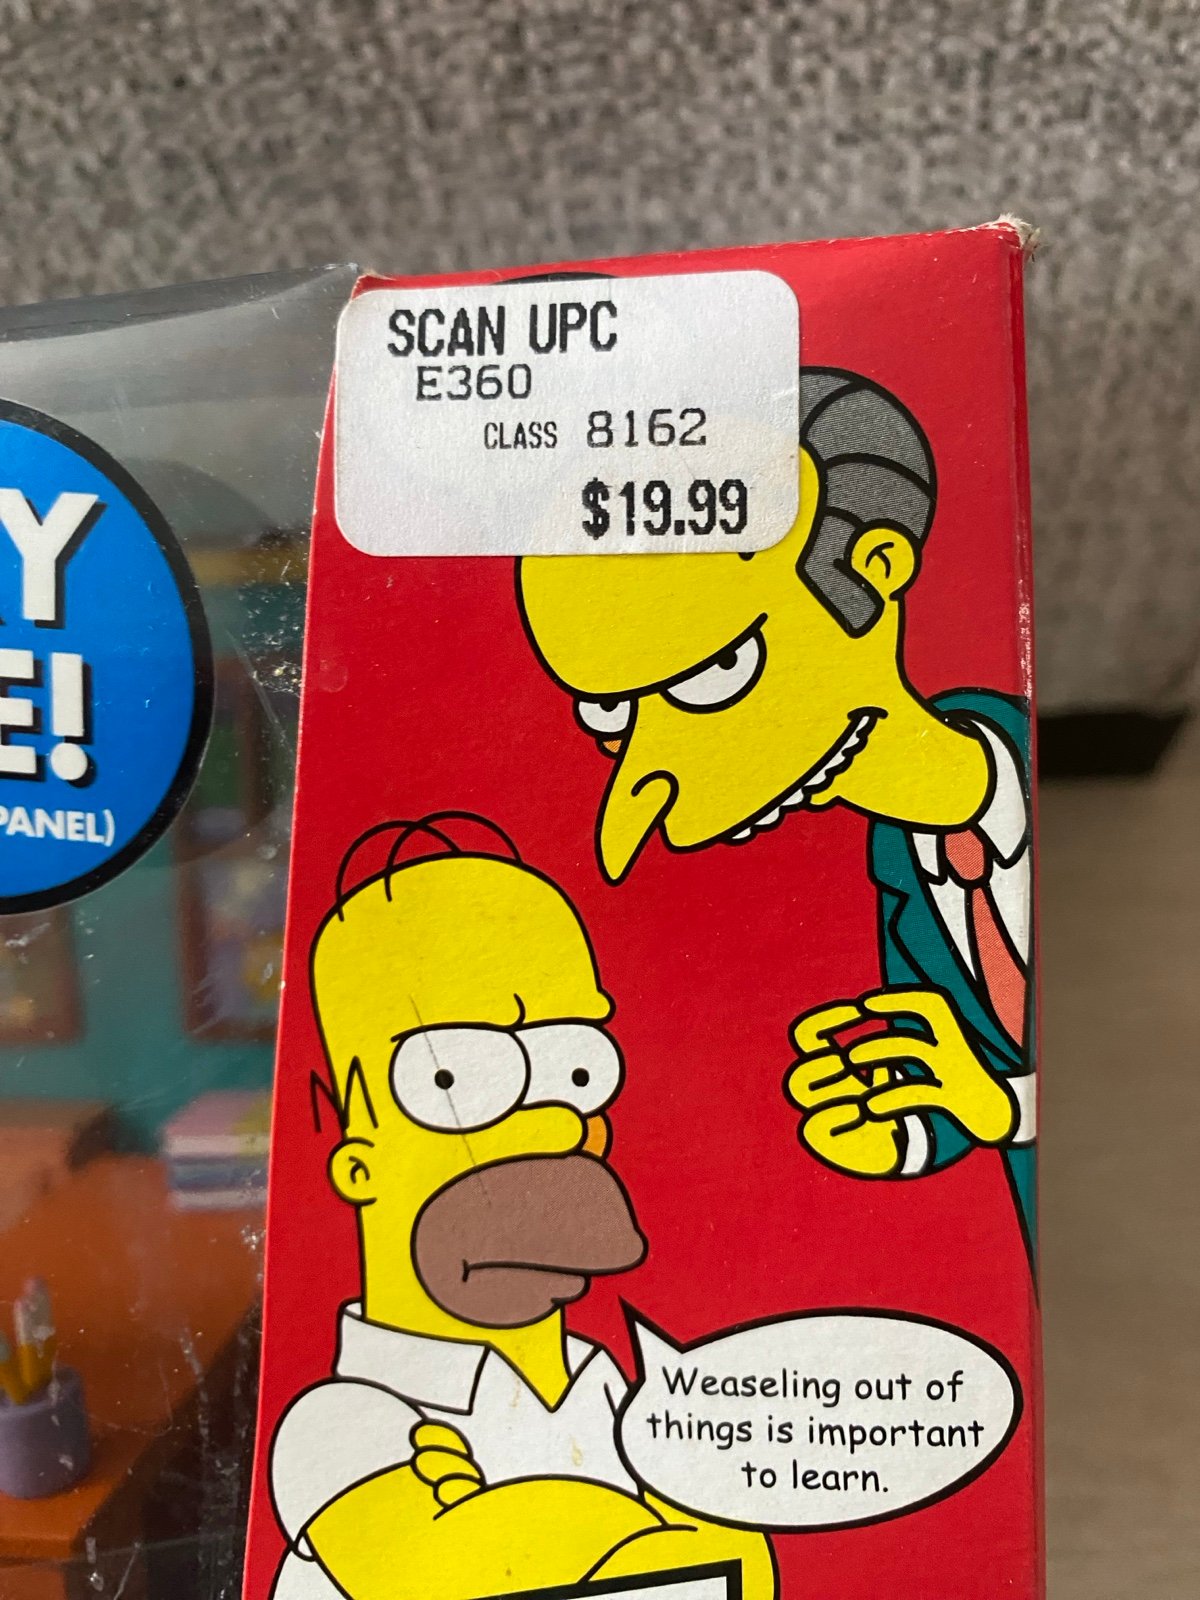 SCAN UPC
E360
CLASS 8162
$19.99
Y
E!
PANEL)
Weaseling out of
things is important
to learn.